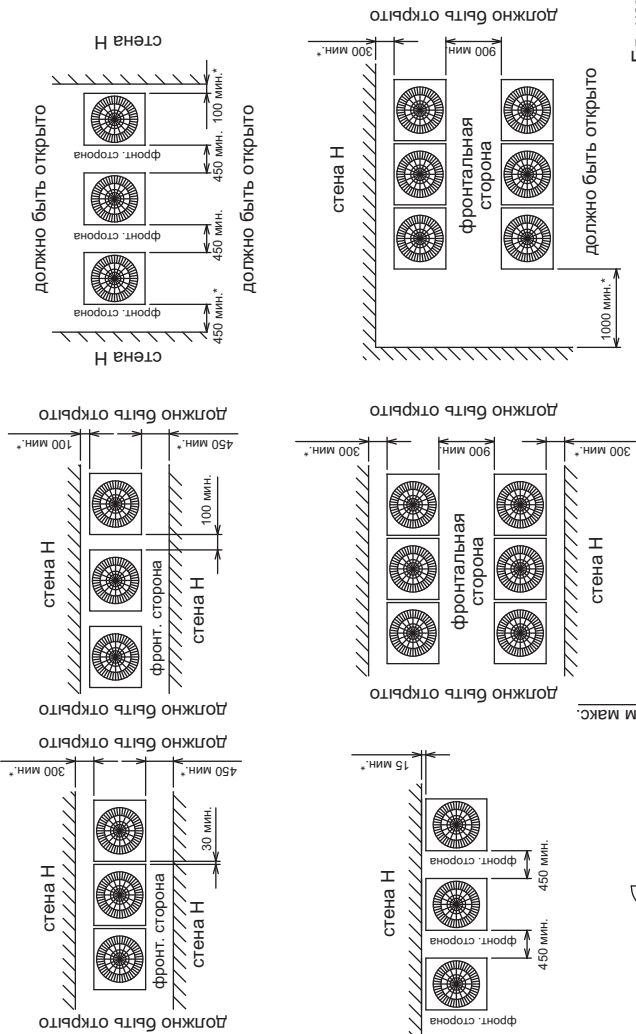 должно быть открыто
стена H
стена H
фронт. сторона
фронт. сторона
фронт. сторона
450 мин.*
450 мин.
450 мин.
100 мин.*
должно быть открыто
должно быть открыто
300 мин.*
900 мин.
стена H
фронтальная
сторона
должно быть открыто
1000 мин.*
должно быть открыто
100 мин.*
450 мин.*
стена H
фронт. сторона
стена H
100 мин.
должно быть открыто
должно быть открыто
300 мин.*
900 мин.
300 мин.*
стена H
фронтальная
сторона
стена H
должно быть открыто
должно быть открыто
300 мин.*
450 мин.*
стена H
фронт. сторона
стена H
30 мин.
должно быть открыто
стена H
15 мин.*
фронт. сторона
фронт. сторона
фронт. сторона
450 мин.
450 мин.
м макс.